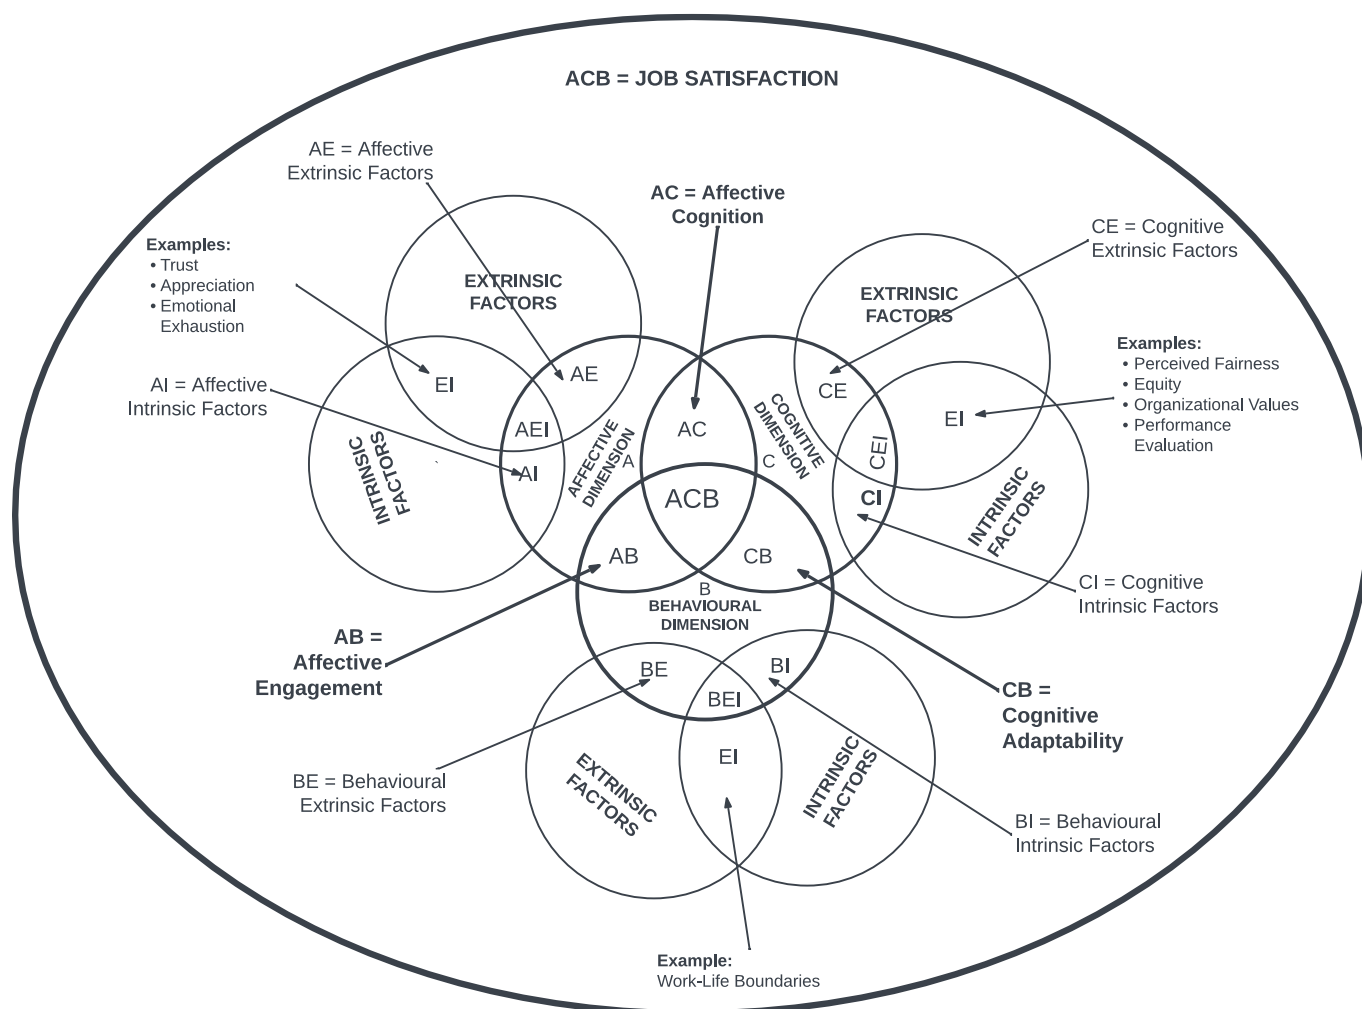 ACB = JOB SATISFACTION
AE = Affective
Extrinsic Factors
AC = Affective
Cognition
CE = Cognitive
Extrinsic Factors
Examples:
• Trust
• Appreciation
• Emotional
Exhaustion
EXTRINSIC
FACTORS
EXTRINSIC
FACTORS
Examples:
• Perceived Fairness
• Equity
• Organizational Values
• Performance
Evaluation
AI = Affective
Intrinsic Factors
EI
AE
AEI
AI
INTRINSIC
FACTORS
AFFECTIVE
DIMENSION
A
AC
C
COGNITIVE
DIMENSION
CE
EI
CEI
CI
INTRINSIC
FACTORS
ACB
AB
CB
B
BEHAVIOURAL
DIMENSION
CI = Cognitive
Intrinsic Factors
AB =
Affective
Engagement
BE
BI
BEI
CB =
Cognitive
Adaptability
EI
EXTRINSIC
FACTORS
INTRINSIC
FACTORS
BE = Behavioural
Extrinsic Factors
BI = Behavioural
Intrinsic Factors
Example:
Work-Life Boundaries